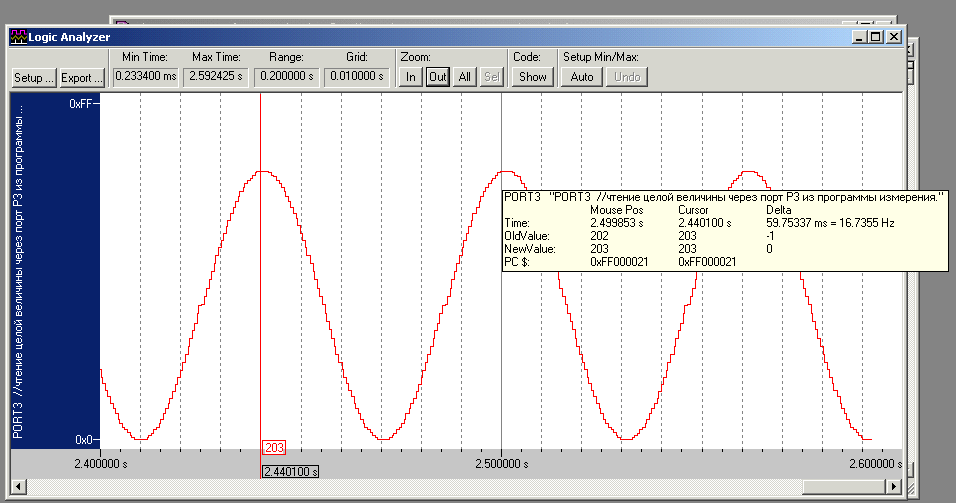 Logic Analyzer
Setup ... Export ...
Min Time: Max Time: Range: Grid: Zoom: Code: Setup Min/Max:
0.233400 ms 2.592425 s 0.200000 s 0.010000 s In Out All Sel Show Auto Undo
PORT3 //чтение целой величины через порт P3 из программы...
0xFF
0x0
PORT3 "PORT3 //чтение целой величины через порт P3 из программы измерения."
Mouse Pos Cursor Delta
Time: 2.499853 s 2.440100 s 59.75337 ms = 16.7355 Hz
OldValue: 202 203 -1
NewValue: 203 203 0
PC $: 0xFF000021 0xFF000021
203
2.400000 s 2.440100 s 2.500000 s 2.600000 s